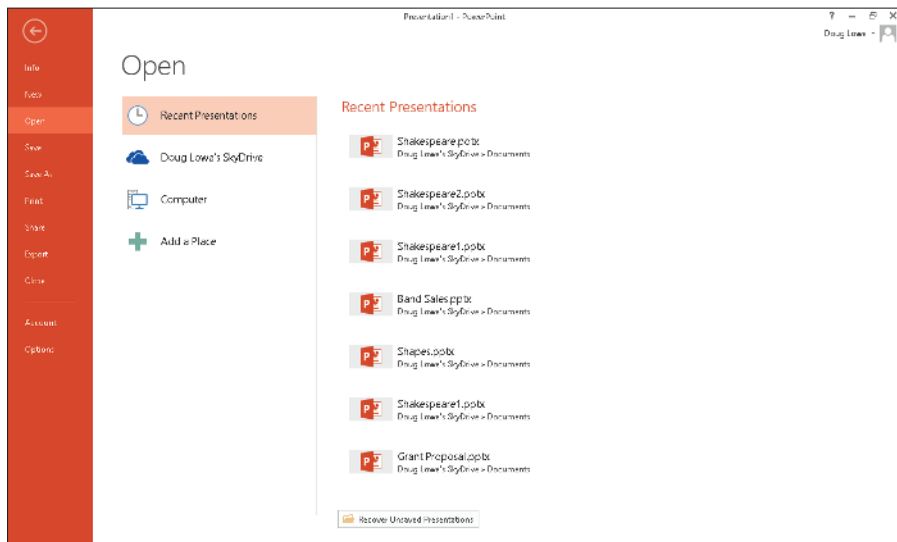 Presentation1 - PowerPoint
?
Doug Lowe
Info
New
Open
Save
Save As
Print
Share
Export
Close
Account
Options
Open
Recent Presentations
Doug Lowe's SkyDrive
Computer
Add a Place
Recent Presentations
Shakespeare.pptx
Doug Lowe's SkyDrive » Documents
Shakespeare2.pptx
Doug Lowe's SkyDrive » Documents
Shakespeare1.pptx
Doug Lowe's SkyDrive » Documents
Band Sales.pptx
Doug Lowe's SkyDrive » Documents
Shapes.pptx
Doug Lowe's SkyDrive » Documents
Shakespeare1.pptx
Doug Lowe's SkyDrive » Documents
Grant Proposal.pptx
Doug Lowe's SkyDrive » Documents
Recover Unsaved Presentations